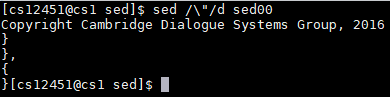 [cs12451@cs1 sed]$ sed /\"/d sed00
Copyright Cambridge Dialogue Systems Group, 2016
}
},
{
}[cs12451@cs1 sed]$